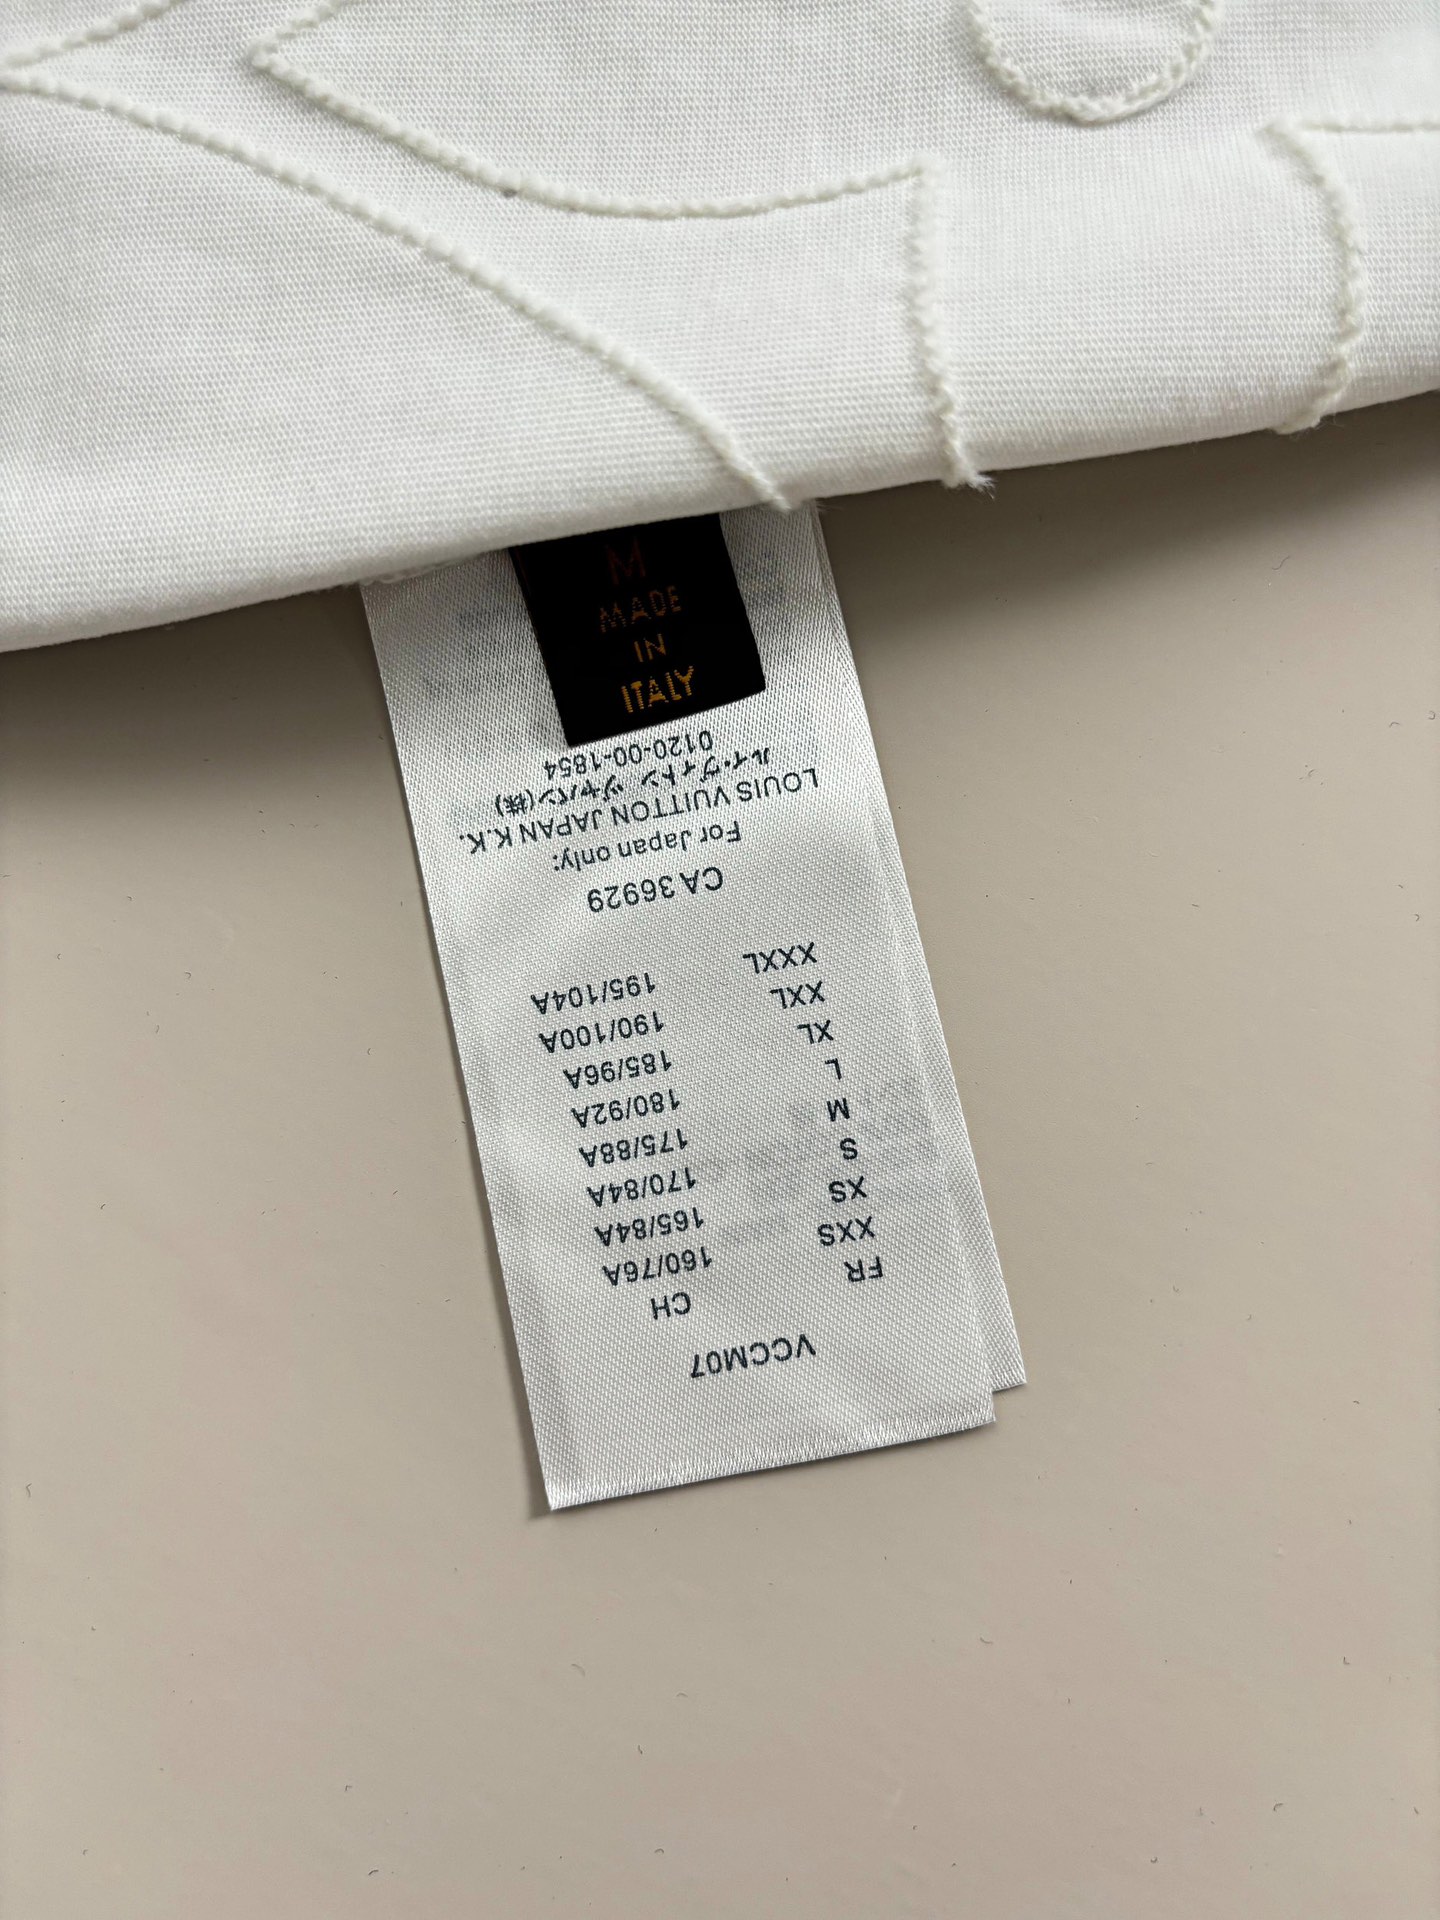 M
MADE
IN
ITALY
VCCM07
FR CH
XXS 160/76A
XS 165/84A
S 170/84A
M 175/88A
L 180/92A
XL 185/96A
XXL 190/100A
XXXL 195/104A
CA 36929
For Japan only:
LOUIS VUITTON JAPAN K.K.
ルイ・ヴィトン ジャパン(株)
0120-00-1854